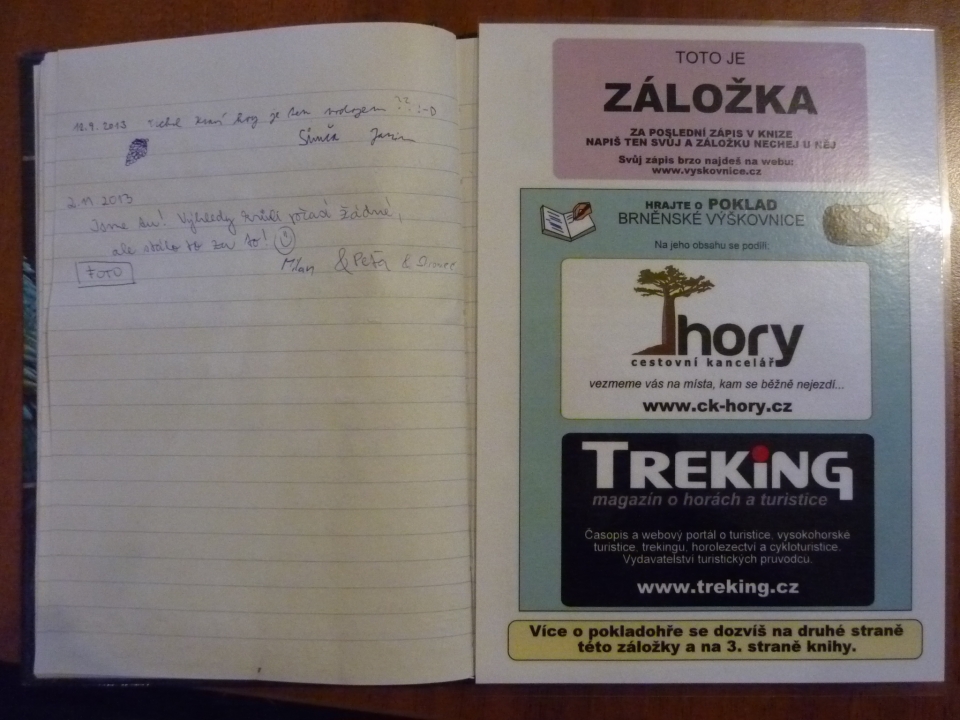 12.9. 2013 je ?? :-D
2.11 2013
Jsme tu! Výhledy kvůli počasí žádné,
ale stálo to za to!
Milan & Péťa &
FOTO
TOTO JE
ZÁLOŽKA
ZA POSLEDNÍ ZÁPIS V KNIZE
NAPIŠ TEN SVŮJ A ZÁLOŽKU NECHEJ U NĚJ
Svůj zápis brzo najdeš na webu:
www.vyskovnice.cz
HRAJTE o POKLAD
BRNĚNSKÉ VÝŠKOVNICE
Na jeho obsahu se podílí:
hory
cestovní kancelář
vezmeme vás na místa, kam se běžně nejezdí...
www.ck-hory.cz
TREKiNG
magazín o horách a turistice
Časopis a webový portál o turistice, vysokohorské
turistice, trekingu, horolezectví a cykloturistice.
Vydavatelství turistických průvodců.
www.treking.cz
Více o pokladohře se dozvíš na druhé straně
této záložky a na 3. straně knihy.